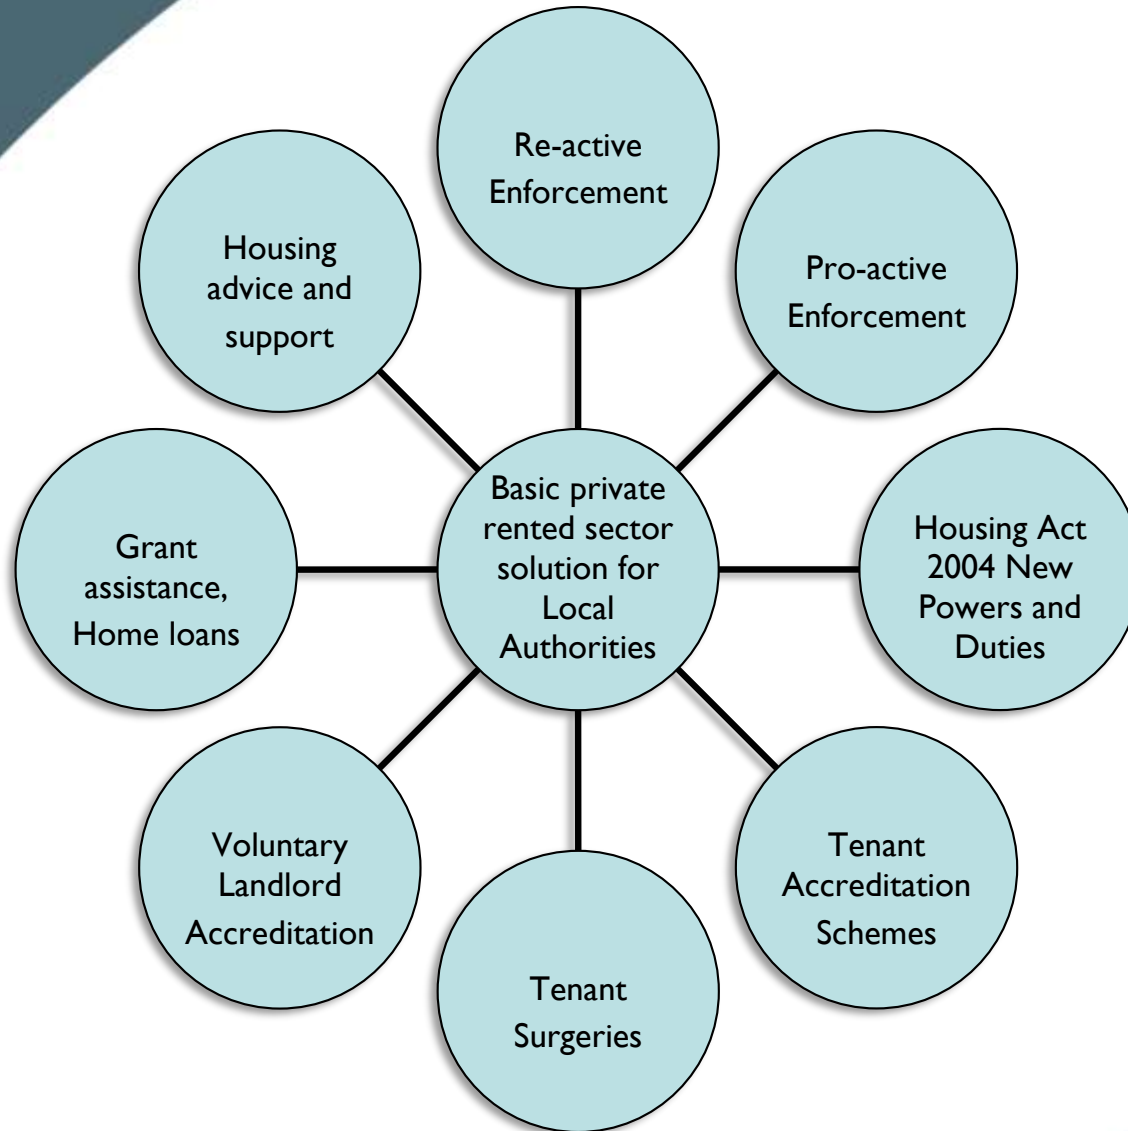 Re-active
Enforcement
Pro-active
Enforcement
Housing Act
2004 New
Powers and
Duties
Tenant
Accreditation
Schemes
Tenant
Surgeries
Voluntary
Landlord
Accreditation
Grant
assistance,
Home loans
Housing
advice and
support
Basic private
rented sector
solution for
Local
Authorities